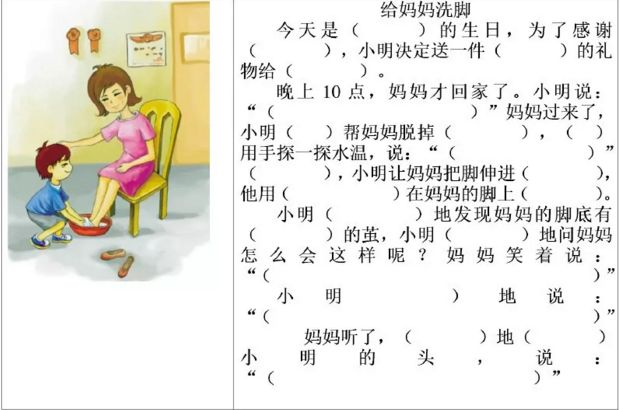 给妈妈洗脚
今天是（ ）的生日，为了感谢
（ ），小明决定送一件（ ）的礼
物给（ ）。
晚上 10 点，妈妈才回家了。小明说：
“（ ）”妈妈过来了，
小明（ ）帮妈妈脱掉（ ），（ ）
用手探一探水温，说：“（ ）”
（ ），小明让妈妈把脚伸进（ ），
他用（ ）在妈妈的脚上（ ）。
小明（ ）地发现妈妈的脚底有
（ ）的茧，小明（ ）地问妈妈
怎么会这样呢？妈妈笑着说：
“（ ）”
小明 ）地说：
“（ ）”
妈妈听了，（ ）地（ ）
小明的头，说：
“（ ）”